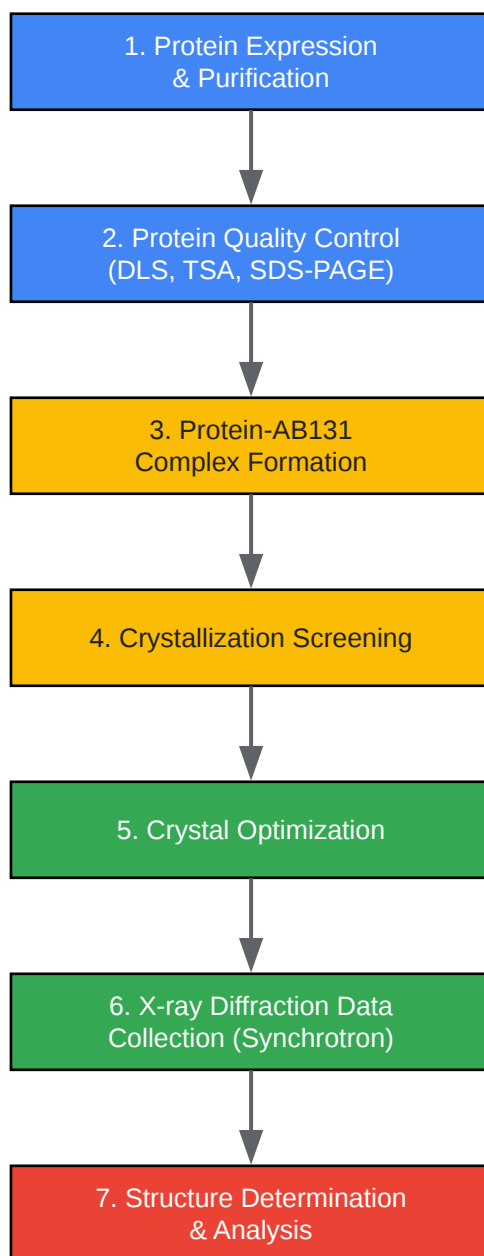 1. Protein Expression
& Purification
2. Protein Quality Control
(DLS, TSA, SDS-PAGE)
3. Protein-AB131
Complex Formation
4. Crystallization Screening
5. Crystal Optimization
6. X-ray Diffraction Data
Collection (Synchrotron)
7. Structure Determination
& Analysis